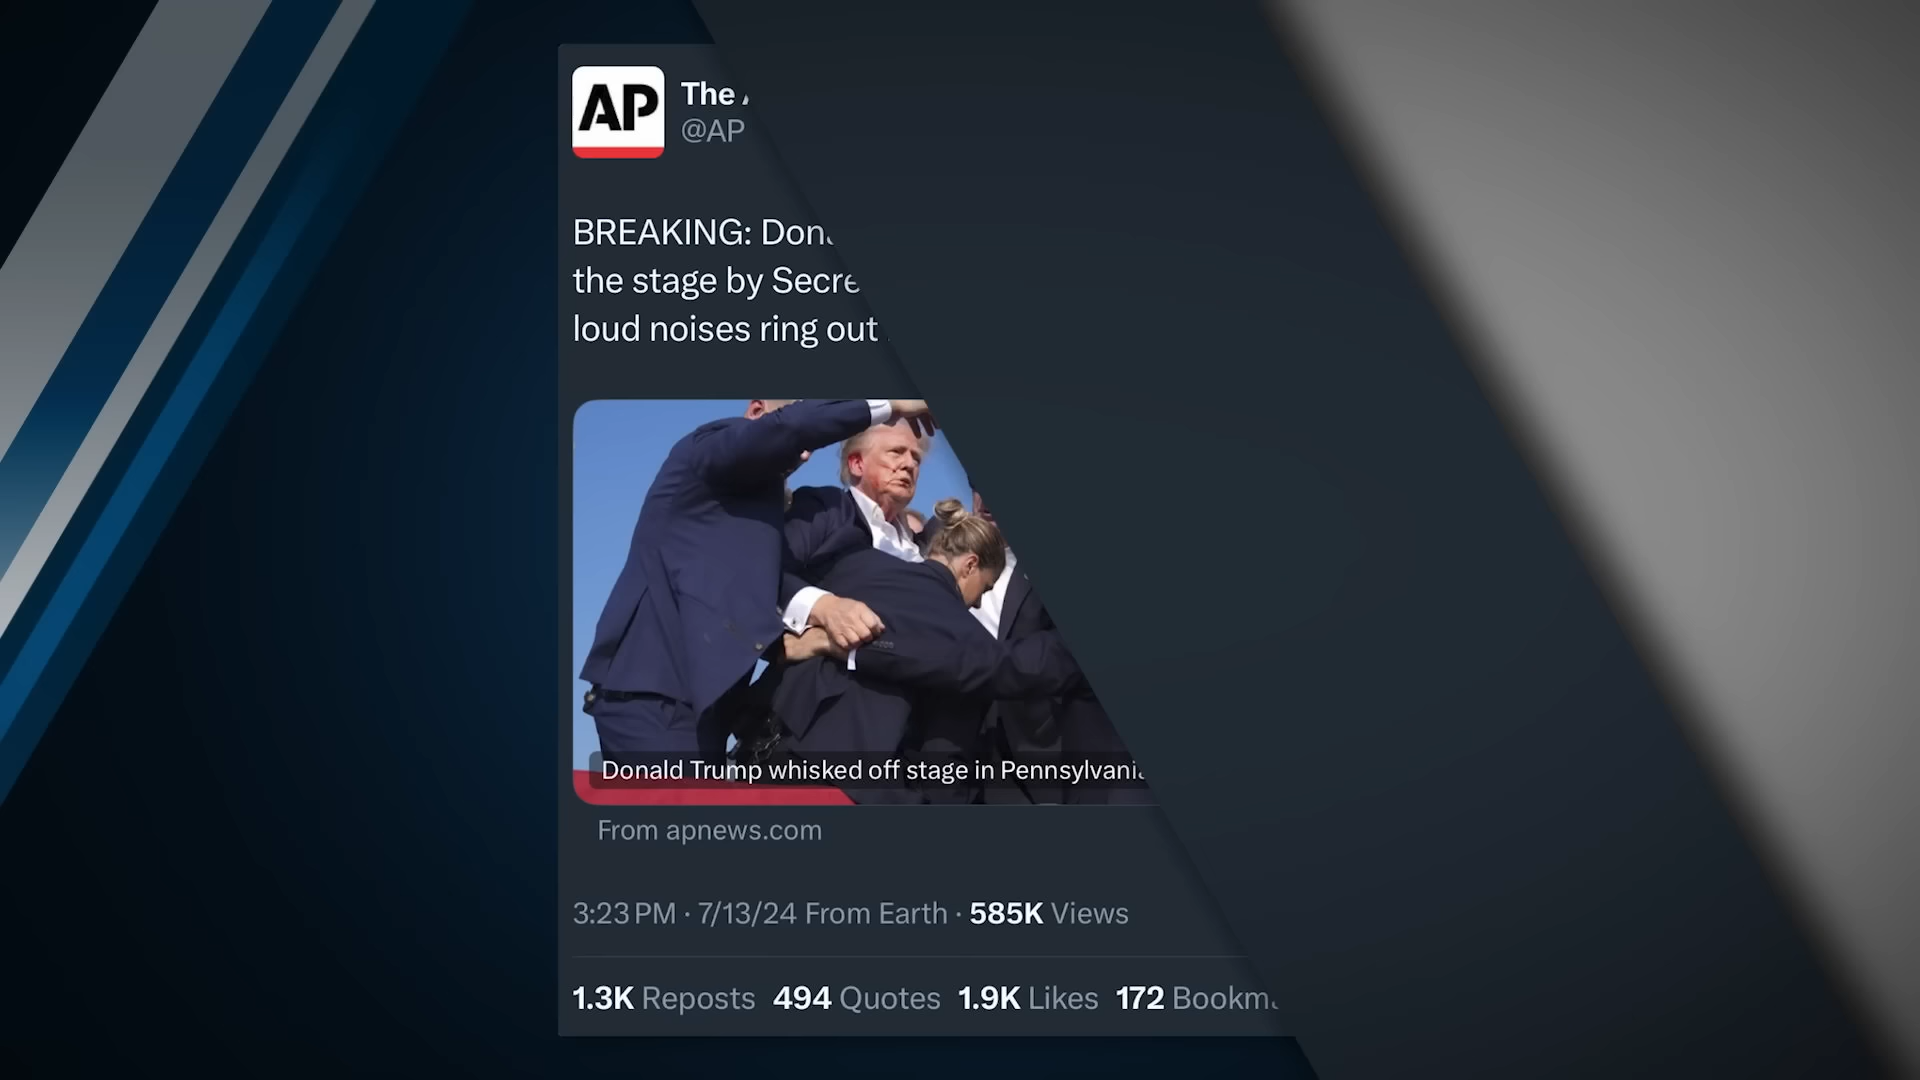 AP
The
@AP
BREAKING:
the stage by
loud noises ring out
Donald Trump whisked off stage in
From apnews.com
3:23 PM · 7/13/24 From Earth · 585K Views
1.3K Reposts 494 Quotes 1.9K Likes 172